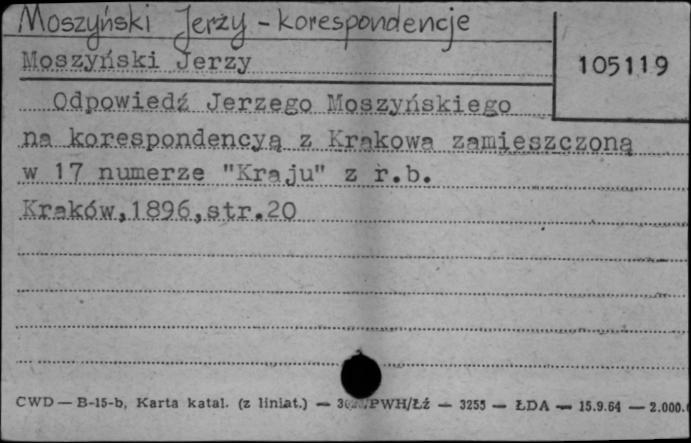 Moszyński Jerzy - korespondencje
Moszyński Jerzy
105119
Odpowiedź Jerzego Moszyńskiego
na korespondencyą z Krakowa zamieszczoną
w 17 numerze "Kraju" z r.b.
Kraków,1896,str.20
CWD — B-15-b, Karta katal. (z liniat.) — PWH/Łź — 3255 — ŁDA — 15.9.64 — 2.000.